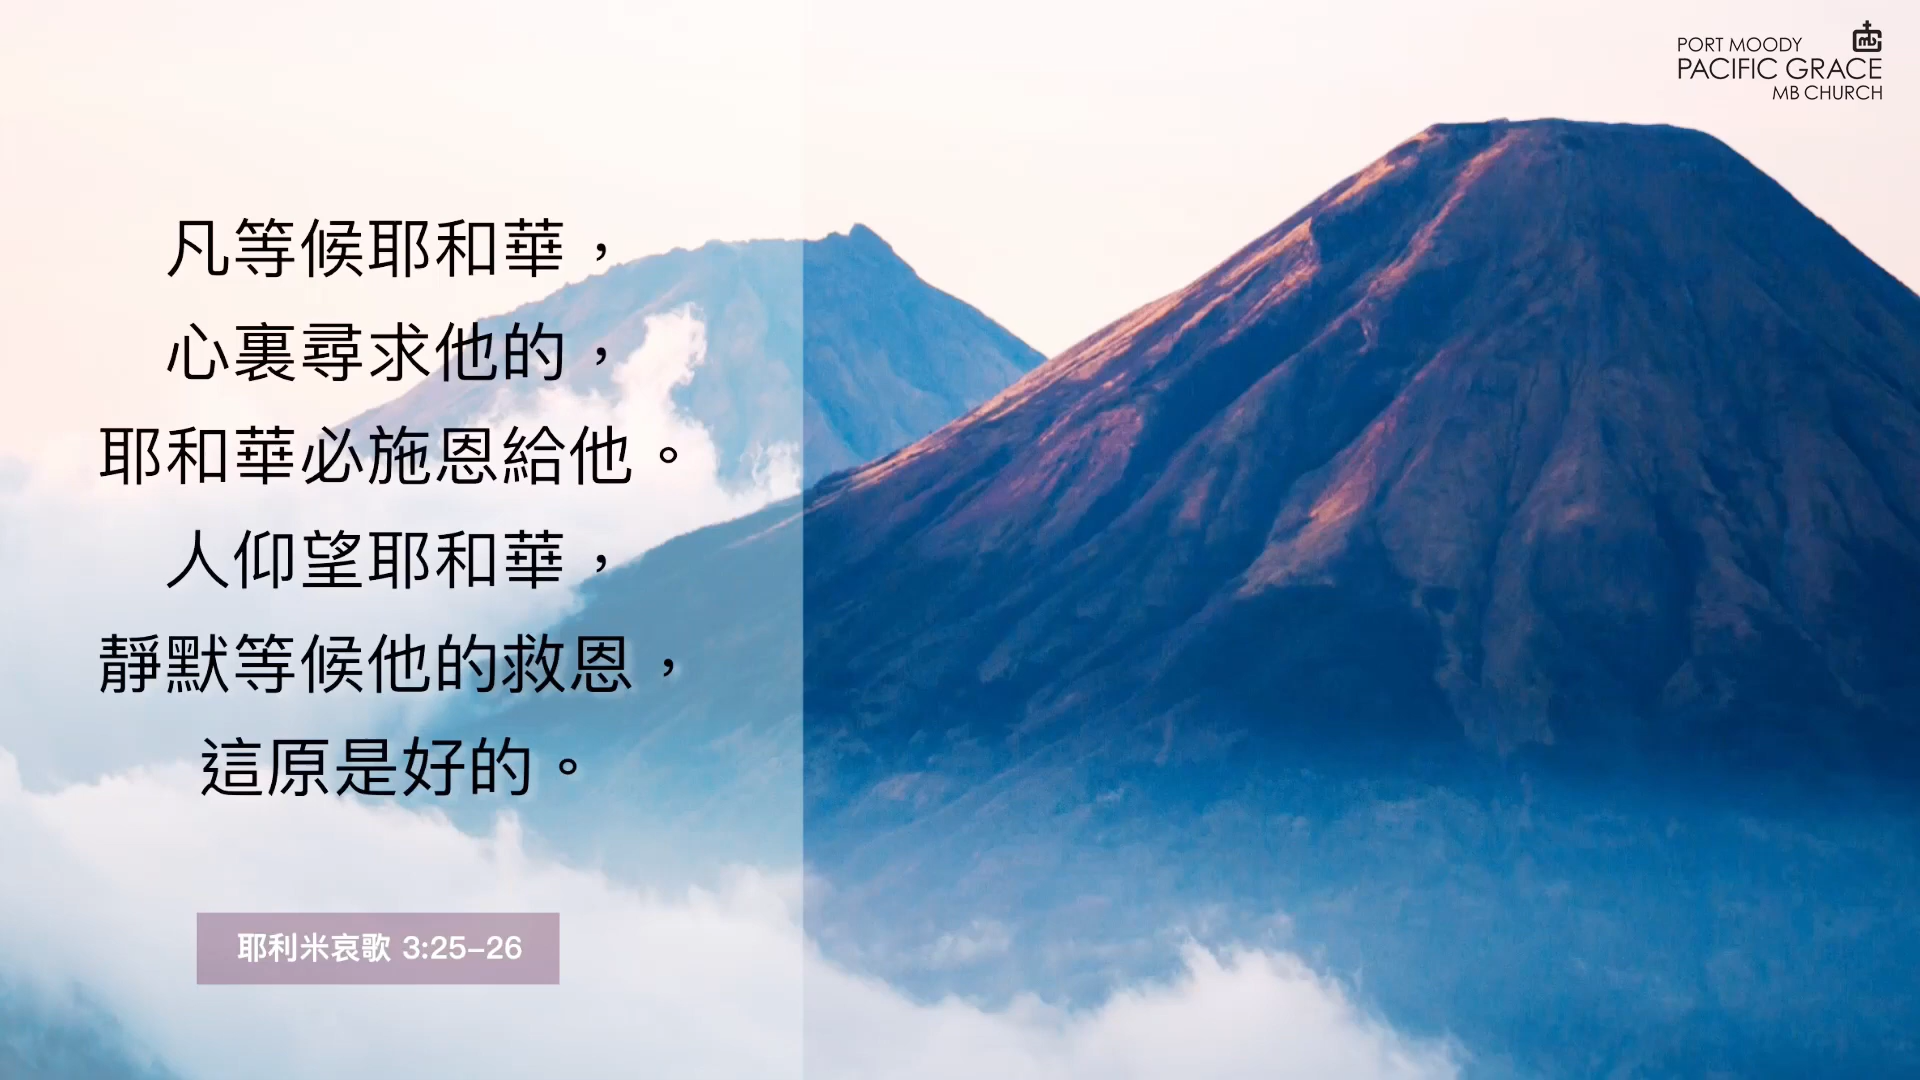 PORT MOODY
PACIFIC GRACE
MB CHURCH
凡等候耶和華，
心裏尋求他的，
耶和華必施恩給他。
人仰望耶和華，
靜默等候他的救恩，
這原是好的。
耶利米哀歌 3:25-26